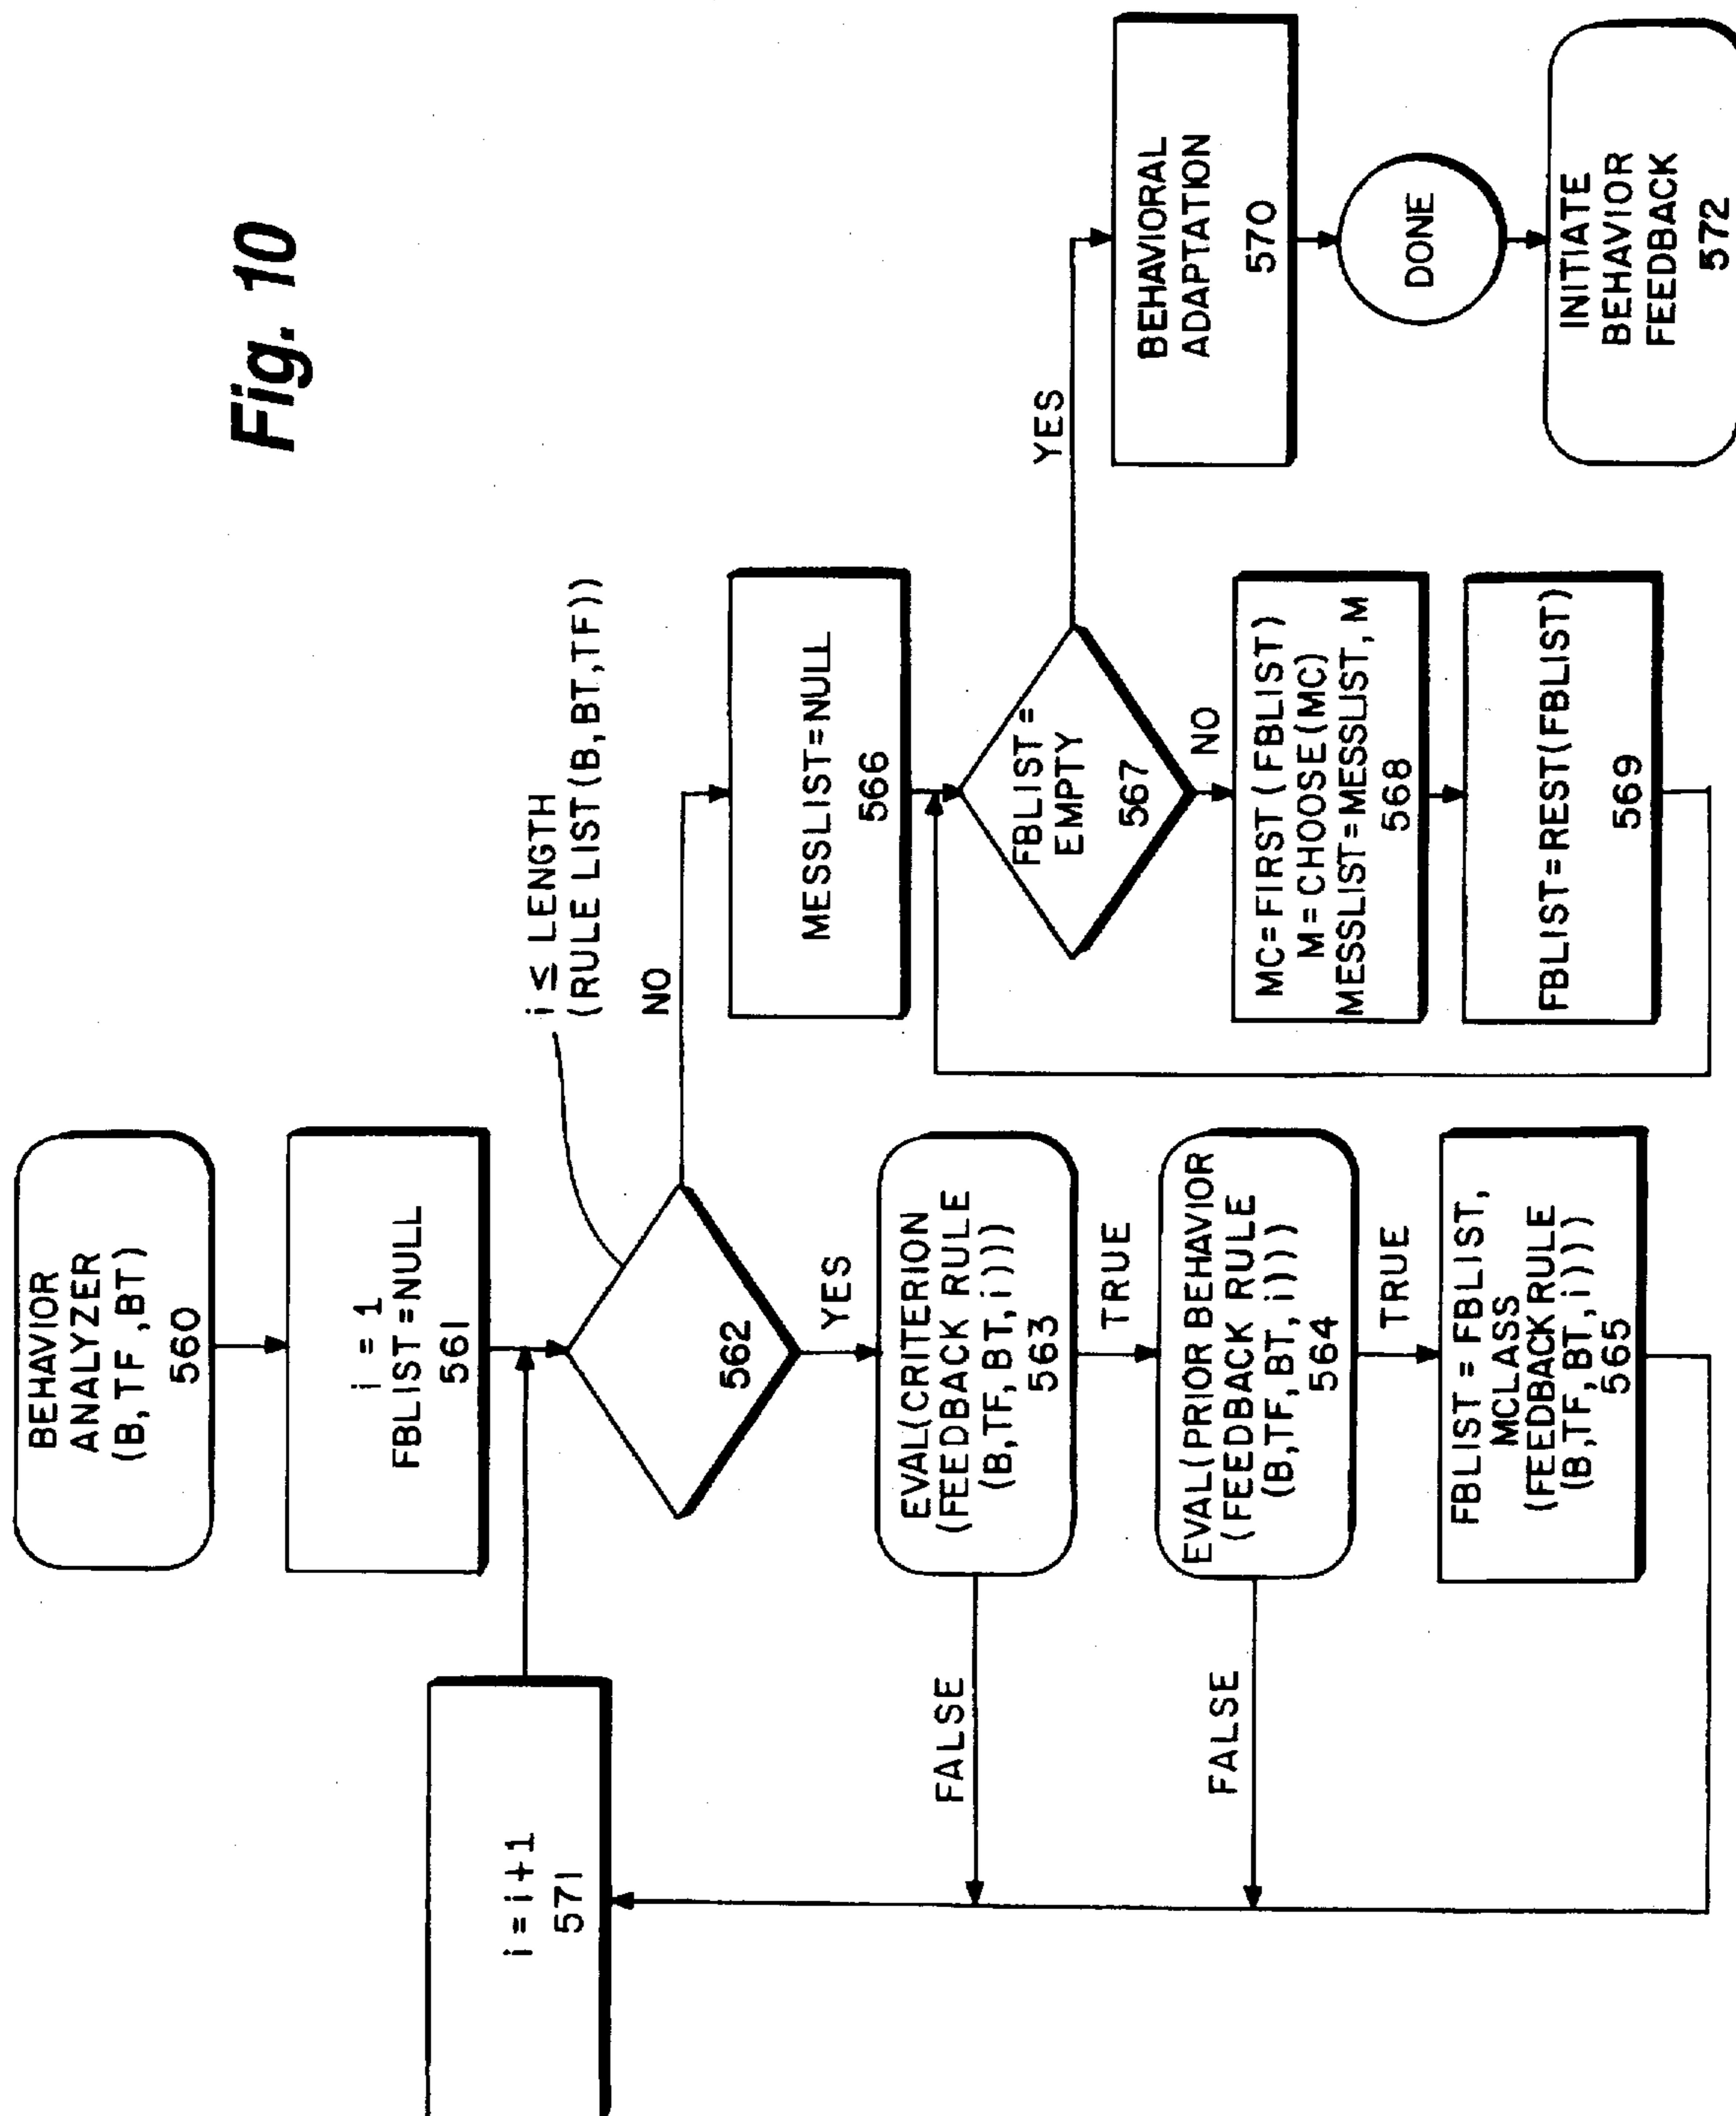 Fig. 10
BEHAVIOR
ANALYZER
(B,TF,BT)
560
i = 1
FBLIST=NULL
561
i ≤ LENGTH
(RULE LIST(B,BT,TF))
562
YES
NO
EVAL(CRITERION
(FEEDBACK RULE
(B,TF,BT,i)))
563
TRUE
FALSE
EVAL(PRIOR BEHAVIOR
(FEEDBACK RULE
(B,TF,BT,i)))
564
TRUE
FALSE
FBLIST = FBLIST,
MCLASS
(FEEDBACK RULE
(B,TF,BT,i)))
565
i = i+1
571
MESSLIST=NULL
566
FBLIST=
EMPTY
567
YES
NO
MC=FIRST(FBLIST)
M=CHOOSE(MC)
MESSLIST=MESSLIST, M
568
FBLIST=REST(FBLIST)
569
BEHAVIORAL
ADAPTATION
570
DONE
INITIATE
BEHAVIOR
FEEDBACK
572